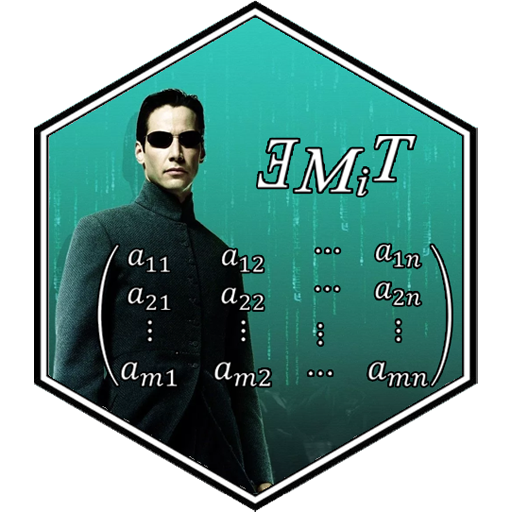 ƎMiT
a₁₁ a₁₂ ⋯ a₁ₙ
a₂₁ a₂₂ ⋯ a₂ₙ
⋮ ⋮ ⋮ ⋮
aₘ₁ aₘ₂ ⋯ aₘₙ